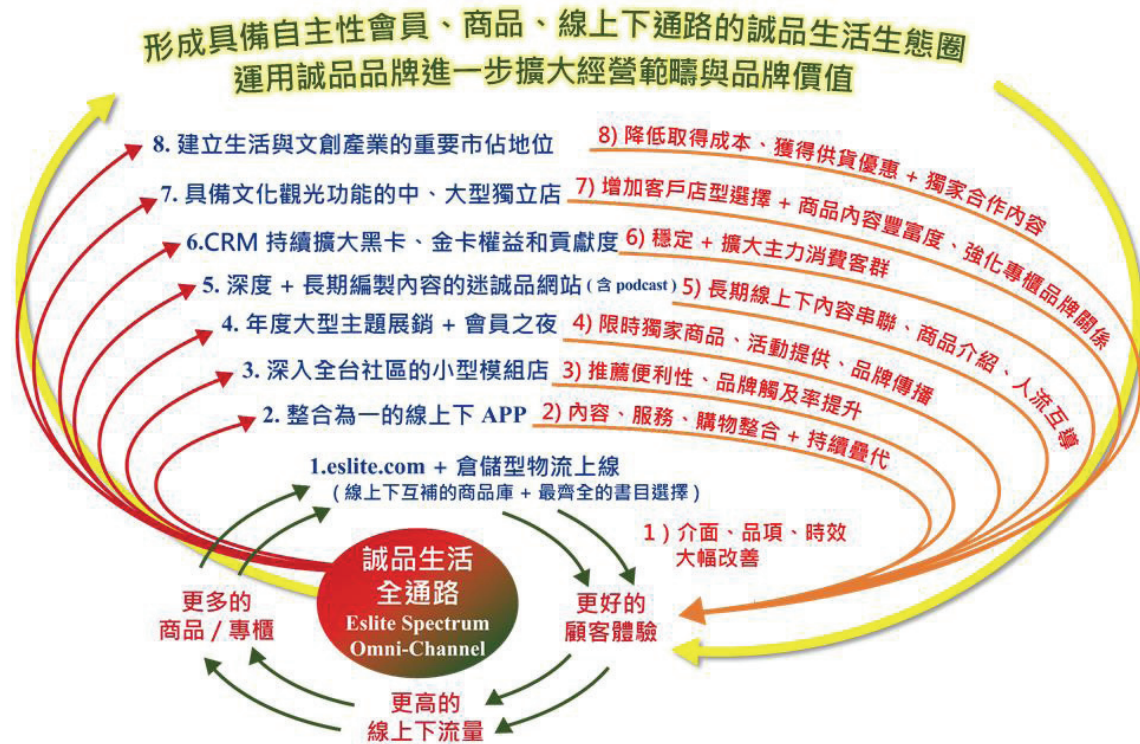 形成具備自主性會員、商品、線上下通路的誠品生活生態圈
運用誠品品牌進一步擴大經營範疇與品牌價值
8. 建立生活與文創產業的重要市佔地位
8) 降低取得成本、獲得供貨優惠 + 獨家合作內容
7. 具備文化觀光功能的中、大型獨立店
7) 增加客戶店型選擇 + 商品內容豐富度、強化專櫃品牌關係
6.CRM 持續擴大黑卡、金卡權益和貢獻度
6) 穩定 + 擴大主力消費客群
5. 深度 + 長期編製內容的迷誠品網站 ( 含 podcast )
5) 長期線上下內容串聯、商品介紹、人流互導
4. 年度大型主題展銷 + 會員之夜
4) 限時獨家商品、活動提供、品牌傳播
3. 深入全台社區的小型模組店
3) 推薦便利性、品牌觸及率提升
2. 整合為一的線上下 APP
2) 內容、服務、購物整合 + 持續疊代
1.eslite.com + 倉儲型物流上線
( 線上下互補的商品庫 + 最齊全的書目選擇 )
1 ) 介面、品項、時效
大幅改善
誠品生活
全通路
Eslite Spectrum
Omni-Channel
更多的
商品 / 專櫃
更好的
顧客體驗
更高的
線上下流量